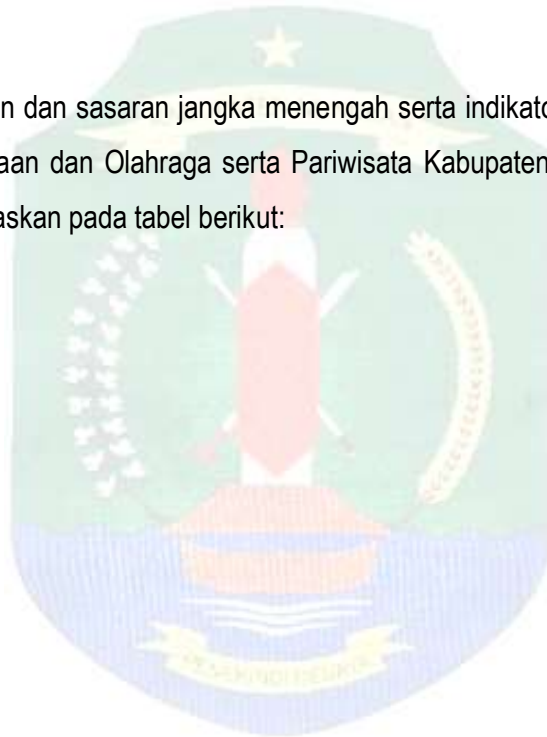 n dan sasaran jangka menengah serta indikato
aan dan Olahraga serta Pariwisata Kabupaten
askan pada tabel berikut: